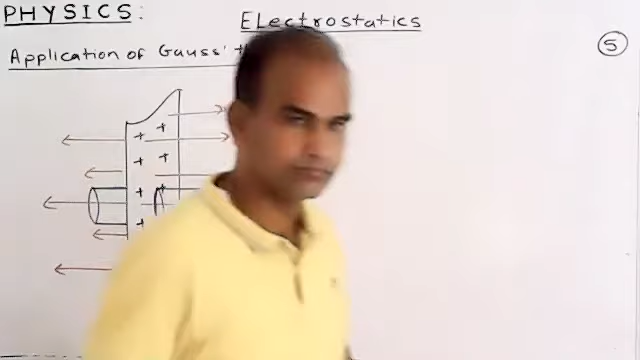 PHYSICS:
Electrostatics
5
Application of Gauss'
+ +
+ +
+ +
+ +
+